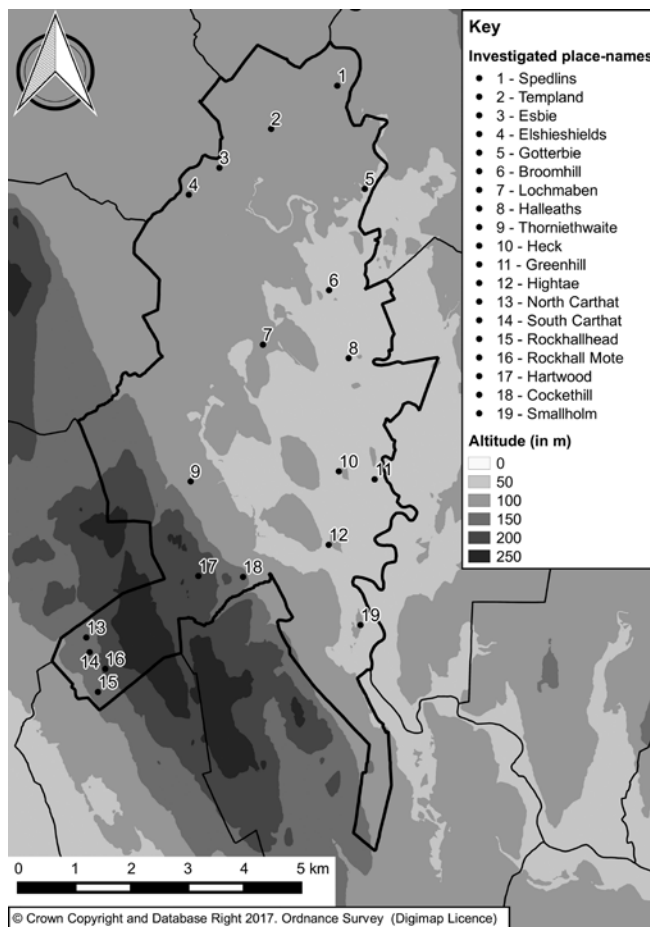 Key
Investigated place-names
1 - Spedlins
2 - Templand
3 - Esbie
4 - Elshieshields
5 - Gotterbie
6 - Broomhill
7 - Lochmaben
8 - Halleaths
9 - Thorniethwaite
10 - Heck
11 - Greenhill
12 - Hightae
13 - North Carthat
14 - South Carthat
15 - Rockhallhead
16 - Rockhall Mote
17 - Hartwood
18 - Cockethill
19 - Smallholm
Altitude (in m)
0
50
100
150
200
250
1
2
3
4
5
6
7
8
9
10
11
12
17
18
19
13
14
16
15
0 1 2 3 4 5 km
© Crown Copyright and Database Right 2017. Ordnance Survey (Digimap Licence)